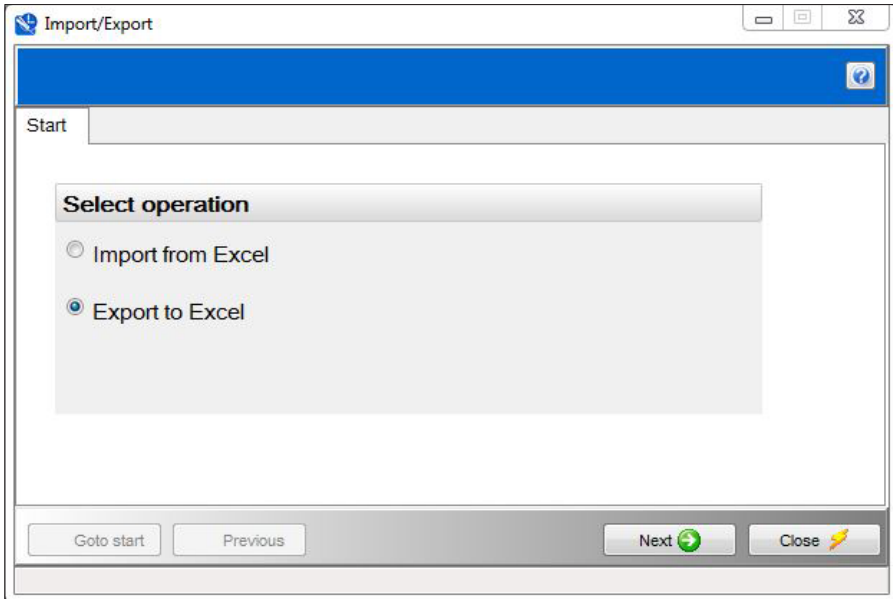 Import/Export
Start
Select operation
Import from Excel
Export to Excel
Goto start Previous Next Close